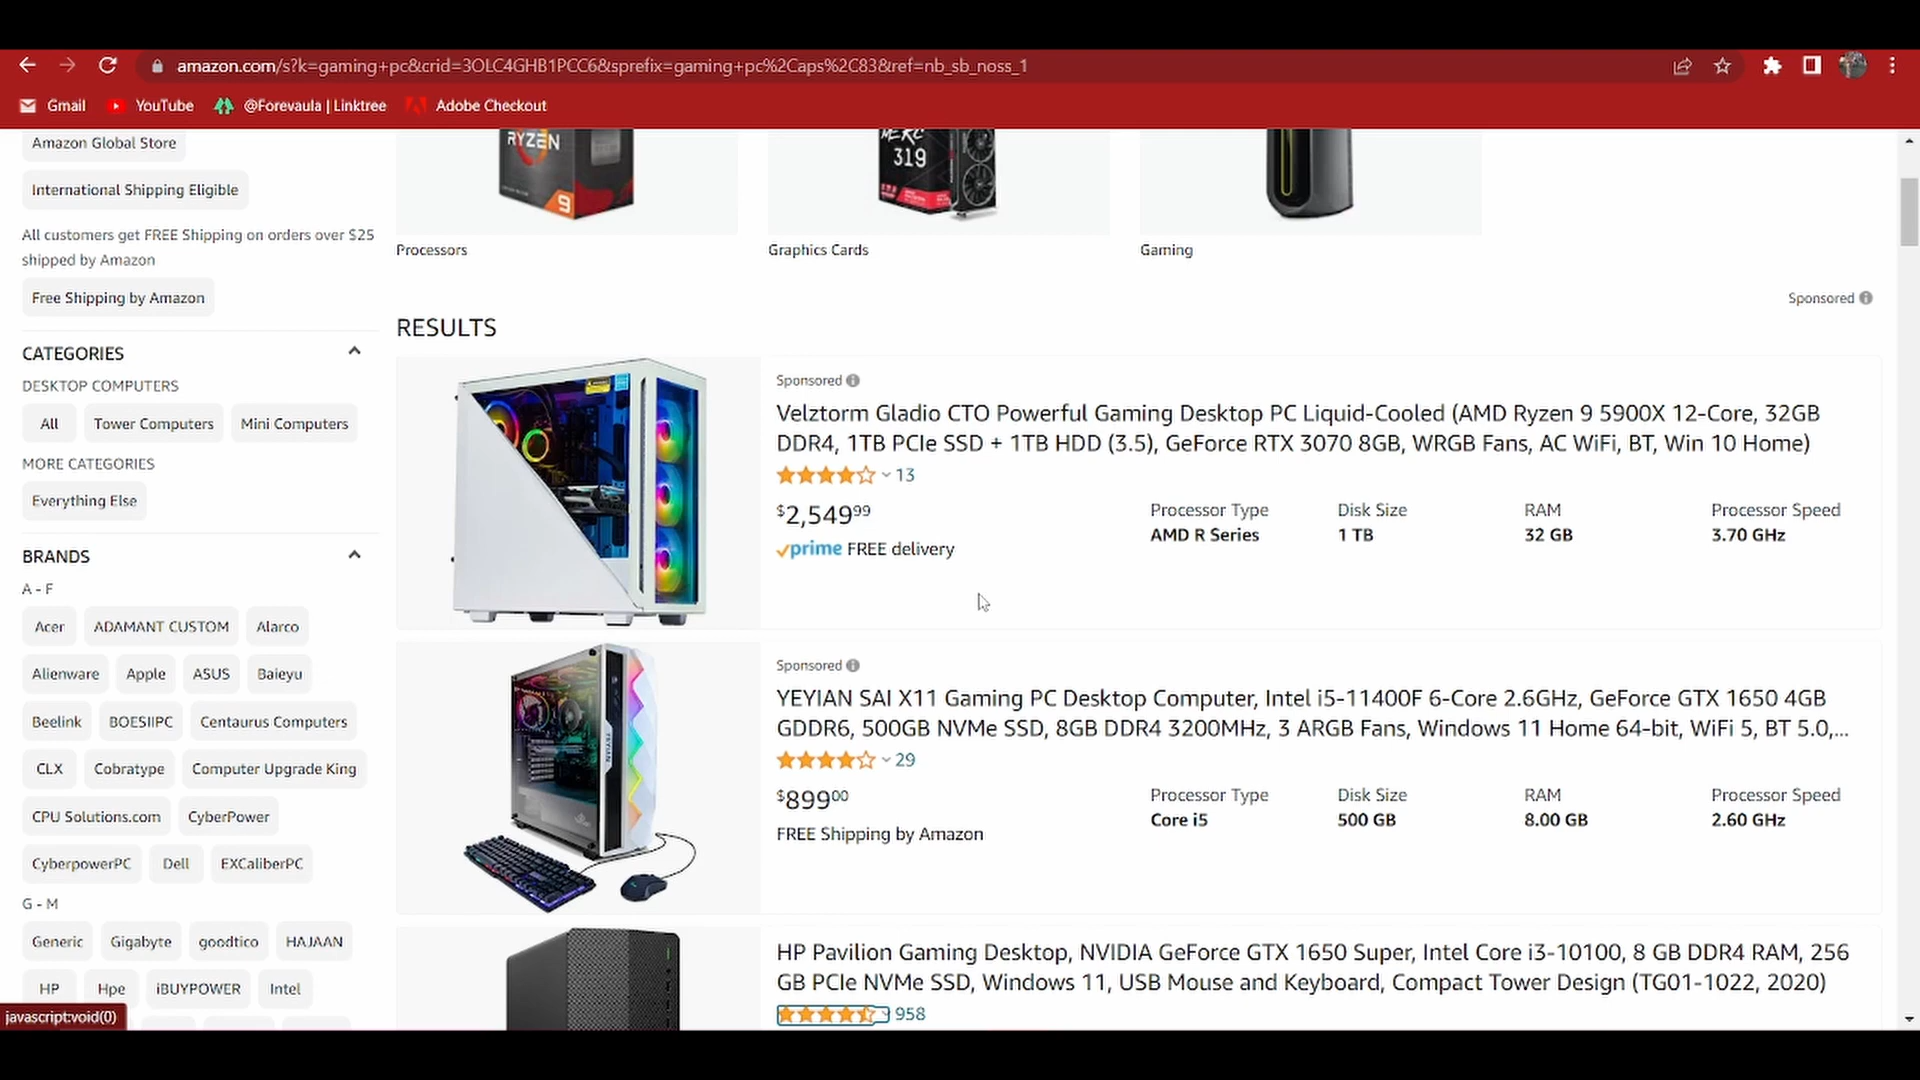 amazon.com/s?k=gaming+pc&crid=3OLC4GHB1PCC6&sprefix=gaming+pc%2Caps%2C83&ref=nb_sb_noss_1
Gmail YouTube @Forevaula | Linktree Adobe Checkout
Amazon Global Store
International Shipping Eligible
All customers get FREE Shipping on orders over $25
shipped by Amazon
Free Shipping by Amazon
CATEGORIES
DESKTOP COMPUTERS
All Tower Computers Mini Computers
MORE CATEGORIES
Everything Else
BRANDS
A - F
Acer ADAMANT CUSTOM Alarco
Alienware Apple ASUS Baieyu
Beelink BOESIIPC Centaurus Computers
CLX Cobratype Computer Upgrade King
CPU Solutions.com CyberPower
CyberpowerPC Dell EXCaliberPC
G - M
Generic Gigabyte goodtico HAJAAN
HP Hpe iBUYPOWER Intel
javascript:void(0)
RYZEN
9
MERC
319
Processors Graphics Cards Gaming
Sponsored
RESULTS
Sponsored
Velztorm Gladio CTO Powerful Gaming Desktop PC Liquid-Cooled (AMD Ryzen 9 5900X 12-Core, 32GB
DDR4, 1TB PCIe SSD + 1TB HDD (3.5), GeForce RTX 3070 8GB, WRGB Fans, AC WiFi, BT, Win 10 Home)
13
$2,54999
prime FREE delivery
Processor Type Disk Size RAM Processor Speed
AMD R Series 1 TB 32 GB 3.70 GHz
Sponsored
YEYIAN SAI X11 Gaming PC Desktop Computer, Intel i5-11400F 6-Core 2.6GHz, GeForce GTX 1650 4GB
GDDR6, 500GB NVMe SSD, 8GB DDR4 3200MHz, 3 ARGB Fans, Windows 11 Home 64-bit, WiFi 5, BT 5.0,...
29
$89900
FREE Shipping by Amazon
Processor Type Disk Size RAM Processor Speed
Core i5 500 GB 8.00 GB 2.60 GHz
YEYIAN
HP Pavilion Gaming Desktop, NVIDIA GeForce GTX 1650 Super, Intel Core i3-10100, 8 GB DDR4 RAM, 256
GB PCIe NVMe SSD, Windows 11, USB Mouse and Keyboard, Compact Tower Design (TG01-1022, 2020)
958